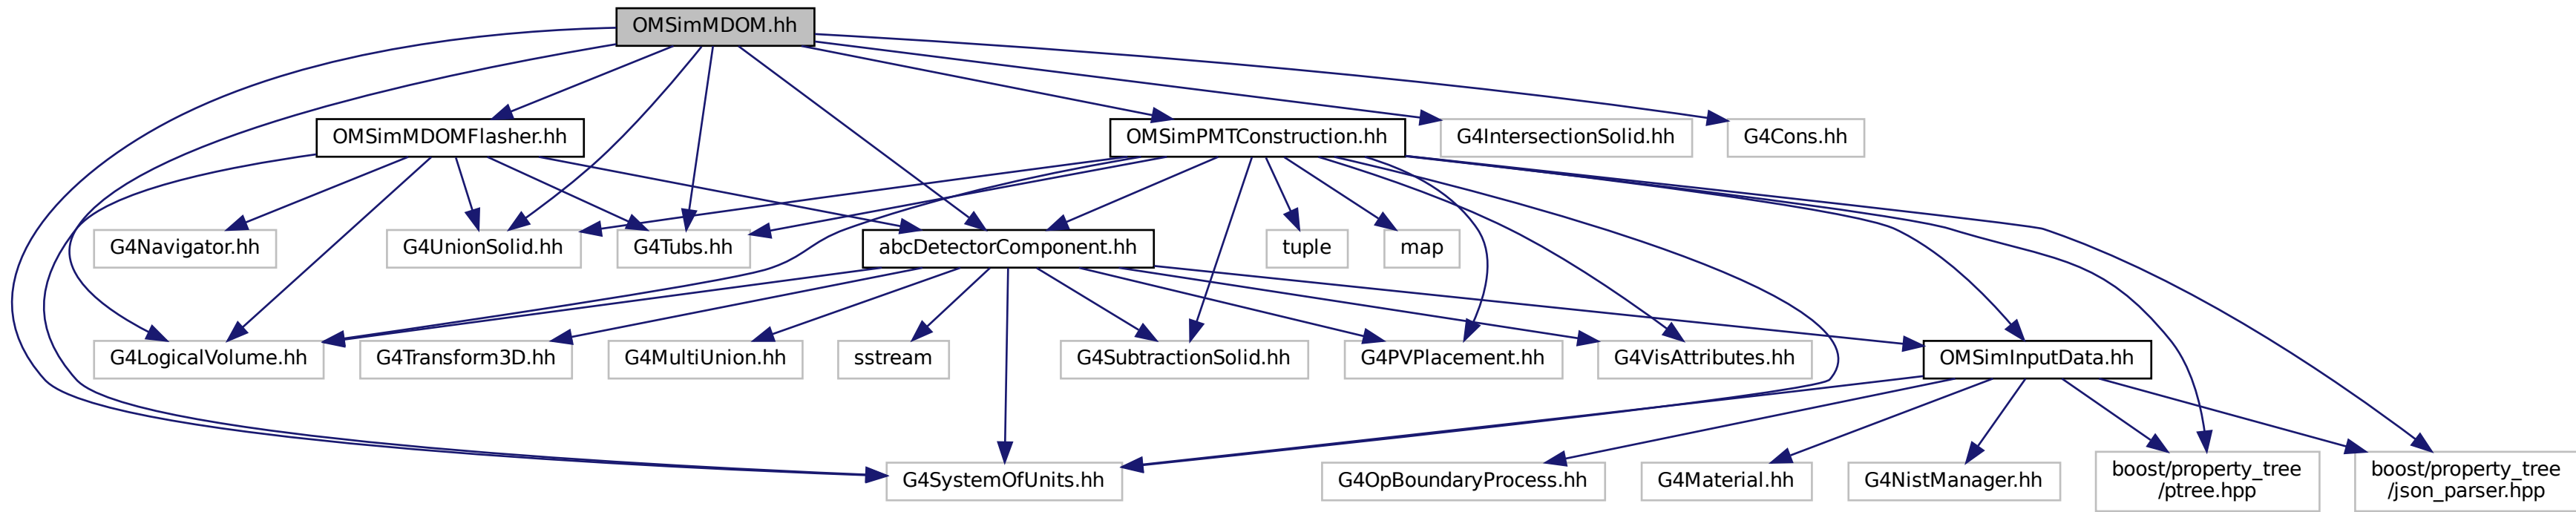 OMSimMDOM.hh
OMSimMDOMFlasher.hh
OMSimPMTConstruction.hh
G4IntersectionSolid.hh
G4Cons.hh
G4Navigator.hh
G4UnionSolid.hh
G4Tubs.hh
abcDetectorComponent.hh
tuple
map
G4LogicalVolume.hh
G4Transform3D.hh
G4MultiUnion.hh
sstream
G4SubtractionSolid.hh
G4PVPlacement.hh
G4VisAttributes.hh
OMSimInputData.hh
G4SystemOfUnits.hh
G4OpBoundaryProcess.hh
G4Material.hh
G4NistManager.hh
boost/property_tree
/ptree.hpp
boost/property_tree
/json_parser.hpp